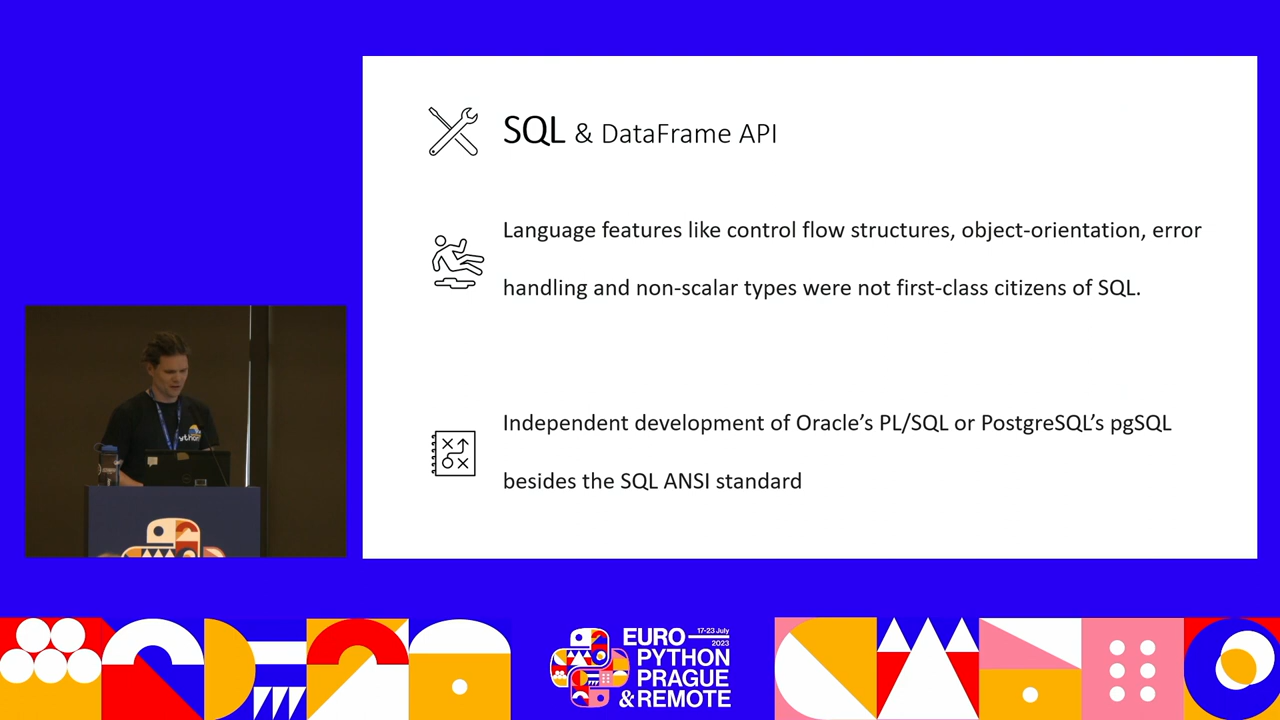 SQL & DataFrame API
Language features like control flow structures, object-orientation, error
handling and non-scalar types were not first-class citizens of SQL.
Independent development of Oracle's PL/SQL or PostgreSQL's pgSQL
besides the SQL ANSI standard
EURO 17-23 July
2023
PYTHON
PRAGUE
& REMOTE